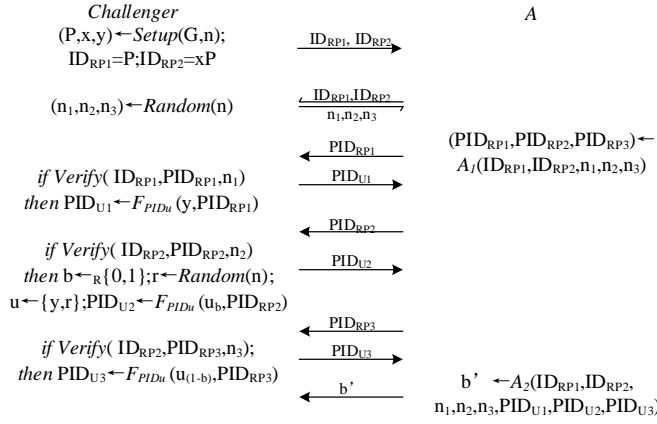 Challenger A
(P,x,y)←Setup(G,n);
ID_RP1=P;ID_RP2=xP
ID_RP1, ID_RP2
(n₁,n₂,n₃)←Random(n)
ID_RP1,ID_RP2
n₁,n₂,n₃
(PID_RP1,PID_RP2,PID_RP3)←
A₁(ID_RP1,ID_RP2,n₁,n₂,n₃)
PID_RP1
if Verify( ID_RP1,PID_RP1,n₁)
then PID_U1←F_PIDu (y,PID_RP1)
PID_U1
PID_RP2
if Verify( ID_RP2,PID_RP2,n₂)
then b←_R{0,1};r←Random(n);
u←{y,r};PID_U2←F_PIDu (u_b,PID_RP2)
PID_U2
PID_RP3
if Verify( ID_RP2,PID_RP3,n₃);
then PID_U3←F_PIDu (u_(1-b),PID_RP3)
PID_U3
b’
b’ ←A₂(ID_RP1,ID_RP2,
n₁,n₂,n₃,PID_U1,PID_U2,PID_U3)